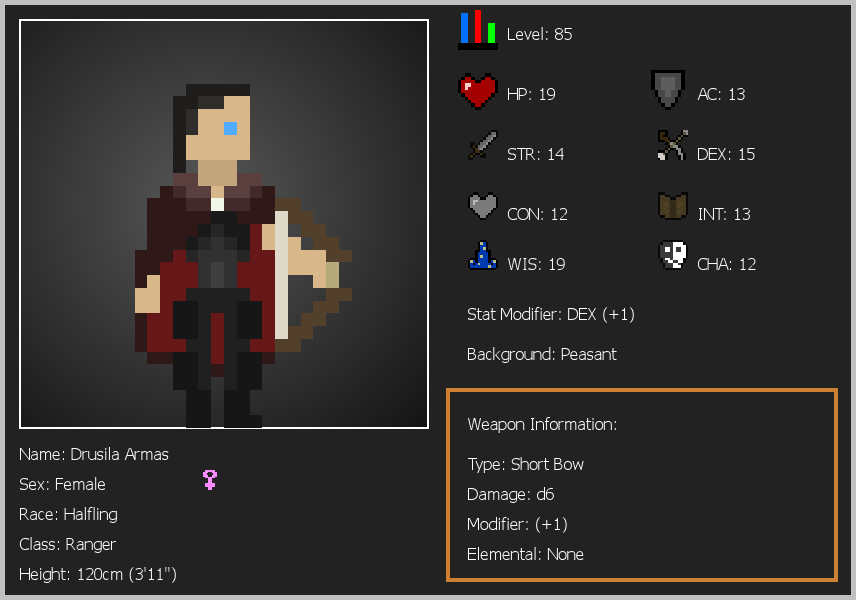 Level: 85
HP: 19
AC: 13
STR: 14
DEX: 15
CON: 12
INT: 13
WIS: 19
CHA: 12
Stat Modifier: DEX (+1)
Background: Peasant
Weapon Information:
Type: Short Bow
Damage: d6
Modifier: (+1)
Elemental: None
Name: Drusila Armas
Sex: Female
Race: Halfling
Class: Ranger
Height: 120cm (3'11")